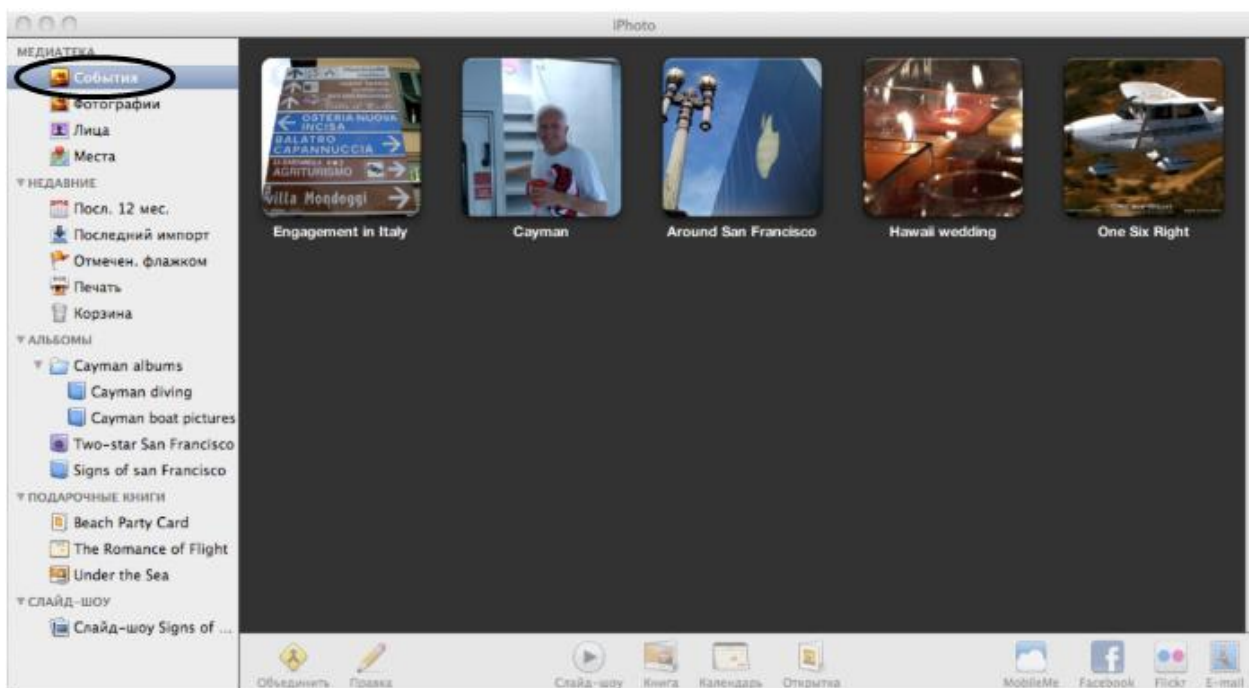 iPhoto
МЕДИАТЕКА
События
Фотографии
Лица
Места
НЕДАВНИЕ
Посл. 12 мес.
Последний импорт
Отмечен. флажком
Печать
Корзина
АЛЬБОМЫ
Cayman albums
Cayman diving
Cayman boat pictures
Two-star San Francisco
Signs of san Francisco
ПОДАРОЧНЫЕ КНИГИ
Beach Party Card
The Romance of Flight
Under the Sea
СЛАЙД-ШОУ
Слайд-шоу Signs of ...
OSTERIA NUOVA
INCISA
BALATRO
CAPANNUCCIA
AGRITURISMO
Villa Mondeggi
Engagement in Italy
Cayman
Around San Francisco
Hawaii wedding
One Six Right
Объединить
Правка
Слайд-шоу
Книга
Календарь
Открытка
MobileMe
Facebook
Flickr
E-mail